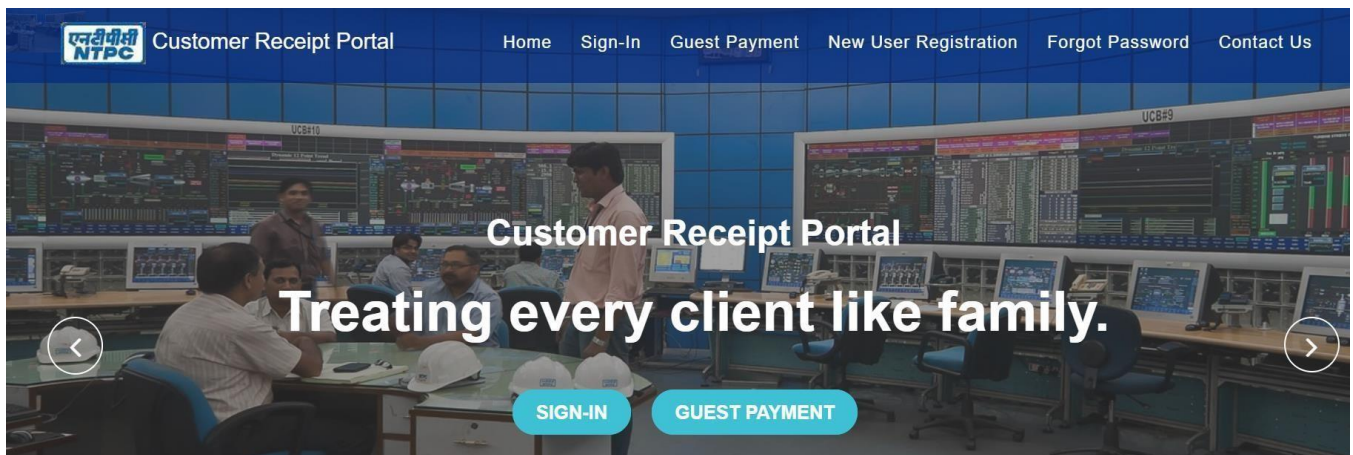 एनटीपीसी
NTPC
Customer Receipt Portal
Home Sign-In Guest Payment New User Registration Forgot Password Contact Us
UCB#10
UCB#9
Customer Receipt Portal
Treating every client like family.
SIGN-IN GUEST PAYMENT